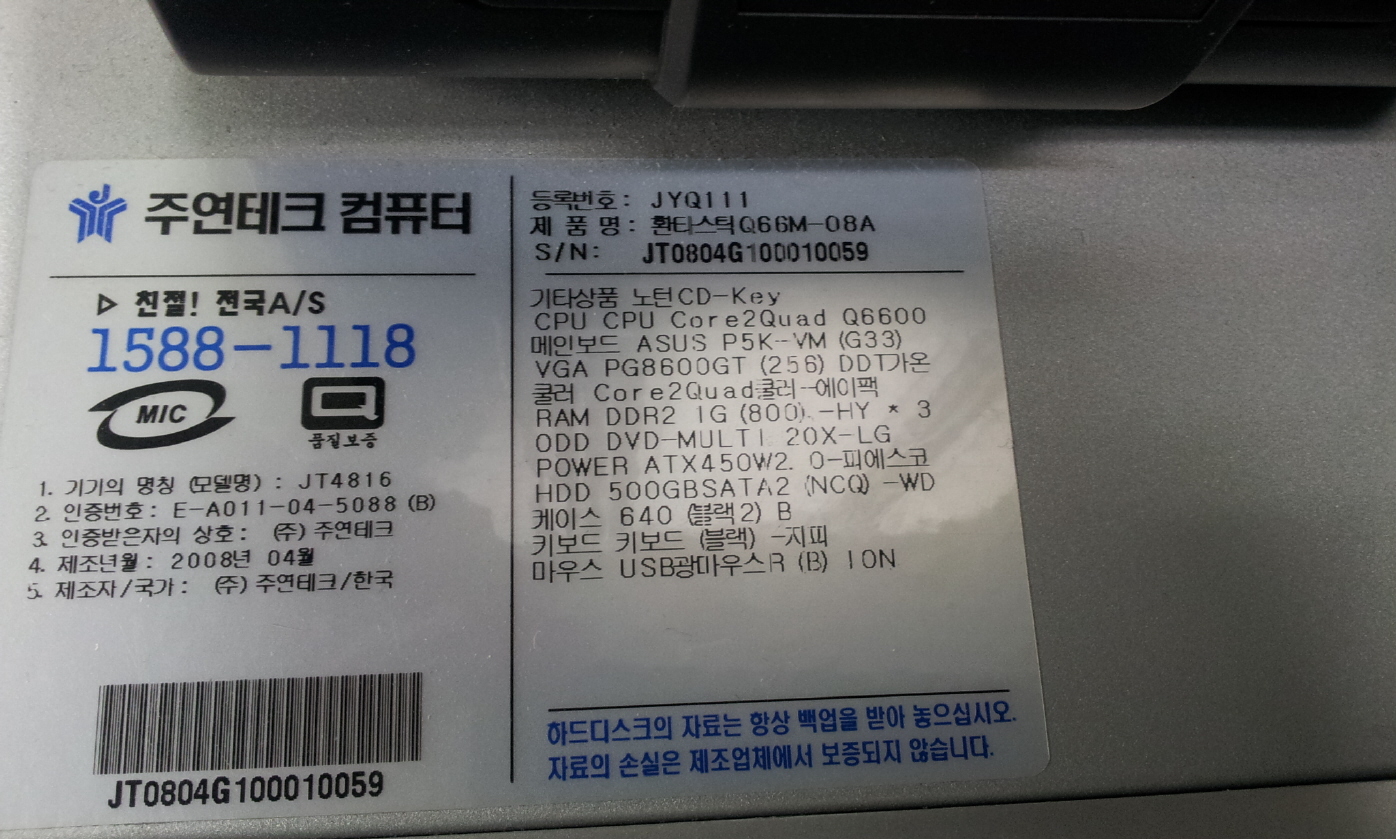 주연테크 컴퓨터
▷ 친절! 전국A/S
1588-1118
MIC
Q
품질보증
1. 기기의 명칭 (모델명) : JT4816
2. 인증번호 : E-A011-04-5088 (B)
3. 인증받은자의 상호 : (주) 주연테크
4. 제조년월 : 2008년 04월
5. 제조자/국가 : (주) 주연테크/한국
JT0804G100010059
등록번호 : JYQ111
제 품 명 : 환타스틱Q66M-08A
S/N: JT0804G100010059
기타상품 노턴CD-Key
CPU CPU Core2Quad Q6600
메인보드 ASUS P5K-VM (G33)
VGA PG8600GT (256) DDT가온
쿨러 Core2Quad쿨러--에이팩
RAM DDR2 1G (800).-HY * 3
ODD DVD-MULTI 20X-LG
POWER ATX450W2. 0-피에스코
HDD 500GBSATA2 (NCQ) -WD
케이스 640 (블랙2) B
키보드 키보드 (블랙) -지피
마우스 USB광마우스R (B) ION
하드디스크의 자료는 항상 백업을 받아 놓으십시오.
자료의 손실은 제조업체에서 보증되지 않습니다.